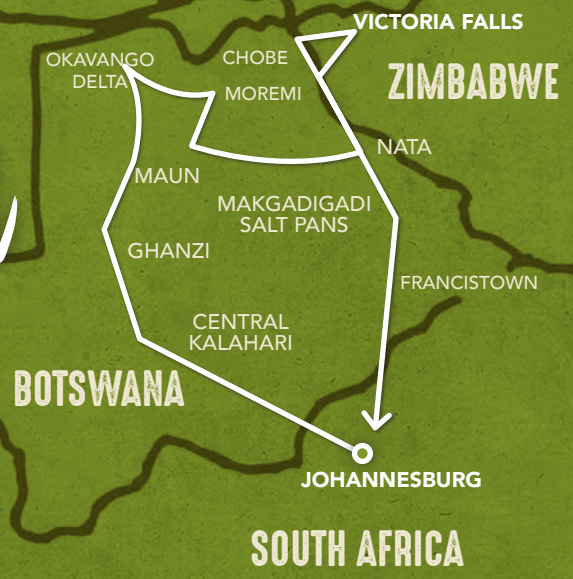 VICTORIA FALLS
OKAVANGO
DELTA
CHOBE
ZIMBABWE
MOREMI
NATA
MAUN
MAKGADIGADI
SALT PANS
GHANZI
FRANCISTOWN
CENTRAL
KALAHARI
BOTSWANA
JOHANNESBURG
SOUTH AFRICA